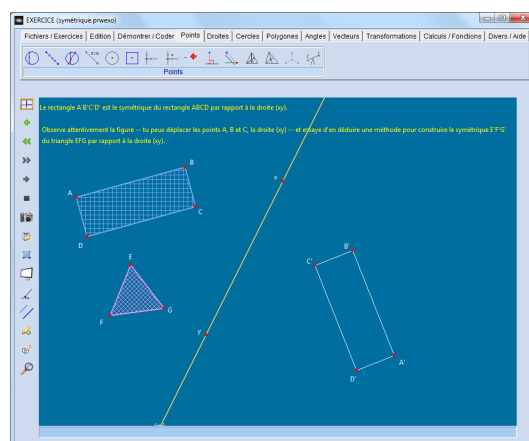 EXERCICE (symétrique.prwexo)
Fichiers / Exercices Edition Démontrer / Coder Points Droites Cercles Polygones Angles Vecteurs Transformations Calculs / Fonctions Divers / Aide
Points
Le rectangle A'B'C'D' est le symétrique du rectangle ABCD par rapport à la droite (xy).
Observe attentivement la figure -- tu peux déplacer les points A, B et C, la droite (xy) -- et essaye d'en déduire une méthode pour construire le symétrique E'F'G'
du triangle EFG par rapport à la droite (xy).
B
x
A
C
D
B'
E
C'
G
F
y
A'
D'